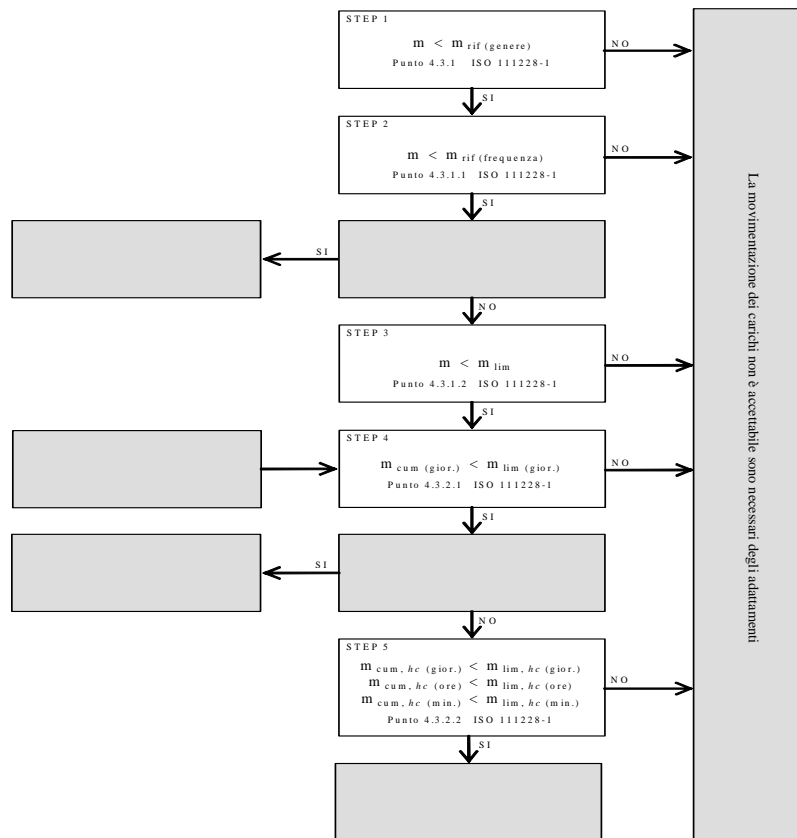 STEP 1
m < m rif (genere)
Punto 4.3.1 ISO 111228-1
NO
SI
STEP 2
m < m rif (frequenza)
Punto 4.3.1.1 ISO 111228-1
NO
SI
SI
NO
STEP 3
m < m lim
Punto 4.3.1.2 ISO 111228-1
NO
SI
STEP 4
m cum (gior.) < m lim (gior.)
Punto 4.3.2.1 ISO 111228-1
NO
SI
SI
NO
STEP 5
m cum, hc (gior.) < m lim, hc (gior.)
m cum, hc (ore) < m lim, hc (ore)
m cum, hc (min.) < m lim, hc (min.)
Punto 4.3.2.2 ISO 111228-1
NO
SI
La movimentazione dei carichi non è accettabile sono necessari degli adattamenti